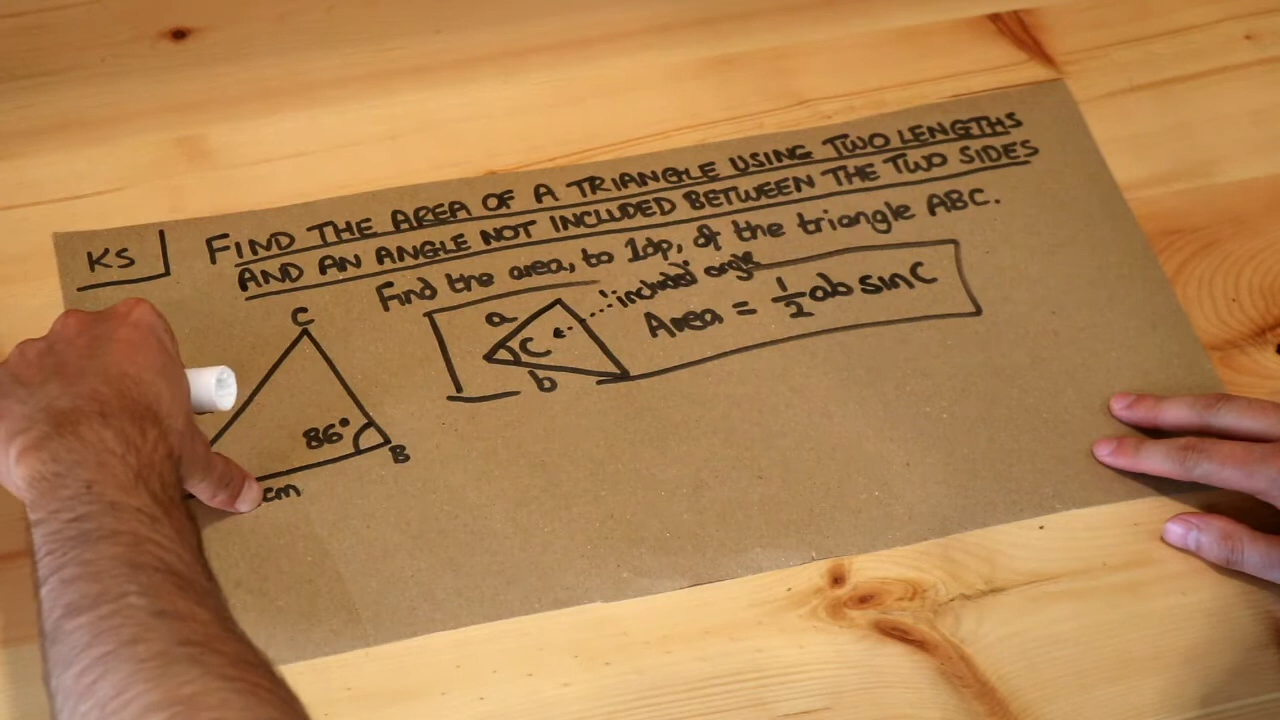 KS
FIND THE AREA OF A TRIANGLE USING TWO LENGTHS
AND AN ANGLE NOT INCLUDED BETWEEN THE TWO SIDES
Find the area, to 1dp, of the triangle ABC.
included angle
a
C
b
Area = 1/2 ab sin C
C
86°
B
cm